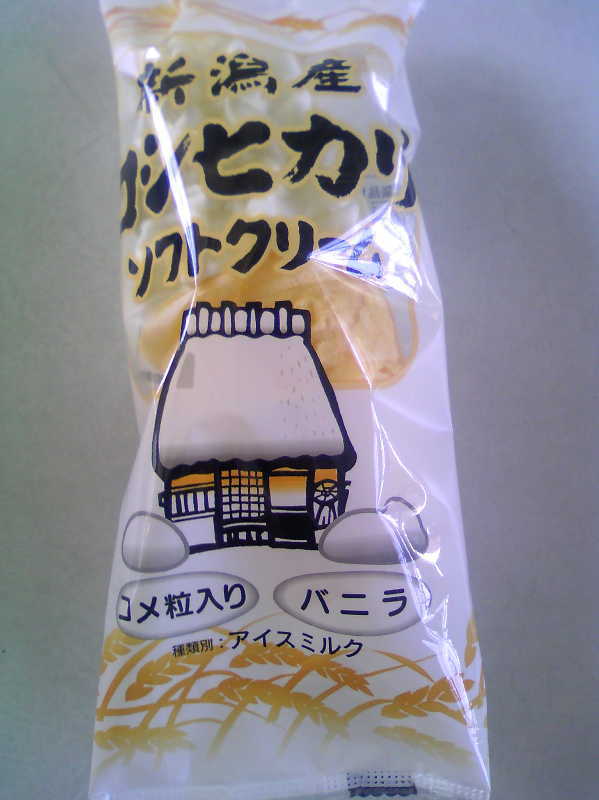 新潟産
コシヒカリ
ソフトクリーム
コメ粒入り
バニラ
種類別：アイスミルク